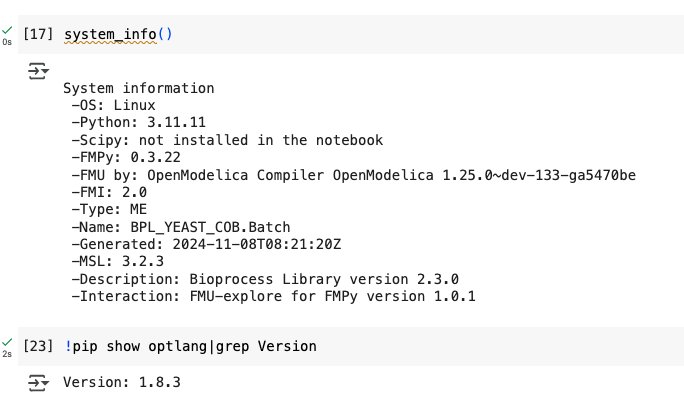 [17] system_info()
0s
System information
-OS: Linux
-Python: 3.11.11
-Scipy: not installed in the notebook
-FMPy: 0.3.22
-FMU by: OpenModelica Compiler OpenModelica 1.25.0~dev-133-ga5470be
-FMI: 2.0
-Type: ME
-Name: BPL_YEAST_COB.Batch
-Generated: 2024-11-08T08:21:20Z
-MSL: 3.2.3
-Description: Bioprocess Library version 2.3.0
-Interaction: FMU-explore for FMPy version 1.0.1
[23] !pip show optlang|grep Version
2s
Version: 1.8.3